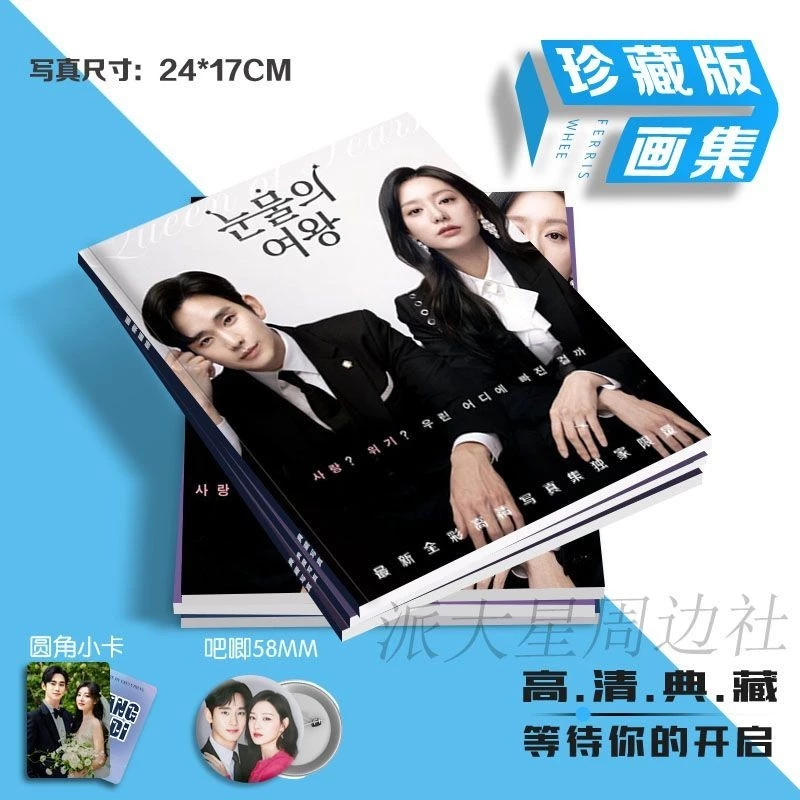 写真尺寸：24*17CM
珍藏版
画集
FERRIS
WHEE
Queen of Tears
눈물의
여왕
사랑? 위기? 우린 어디에 빠진 걸까
最新全彩高清写真集独家限量
사랑
派大星周边社
圆角小卡
吧唧58MM
高.清.典.藏
等待你的开启